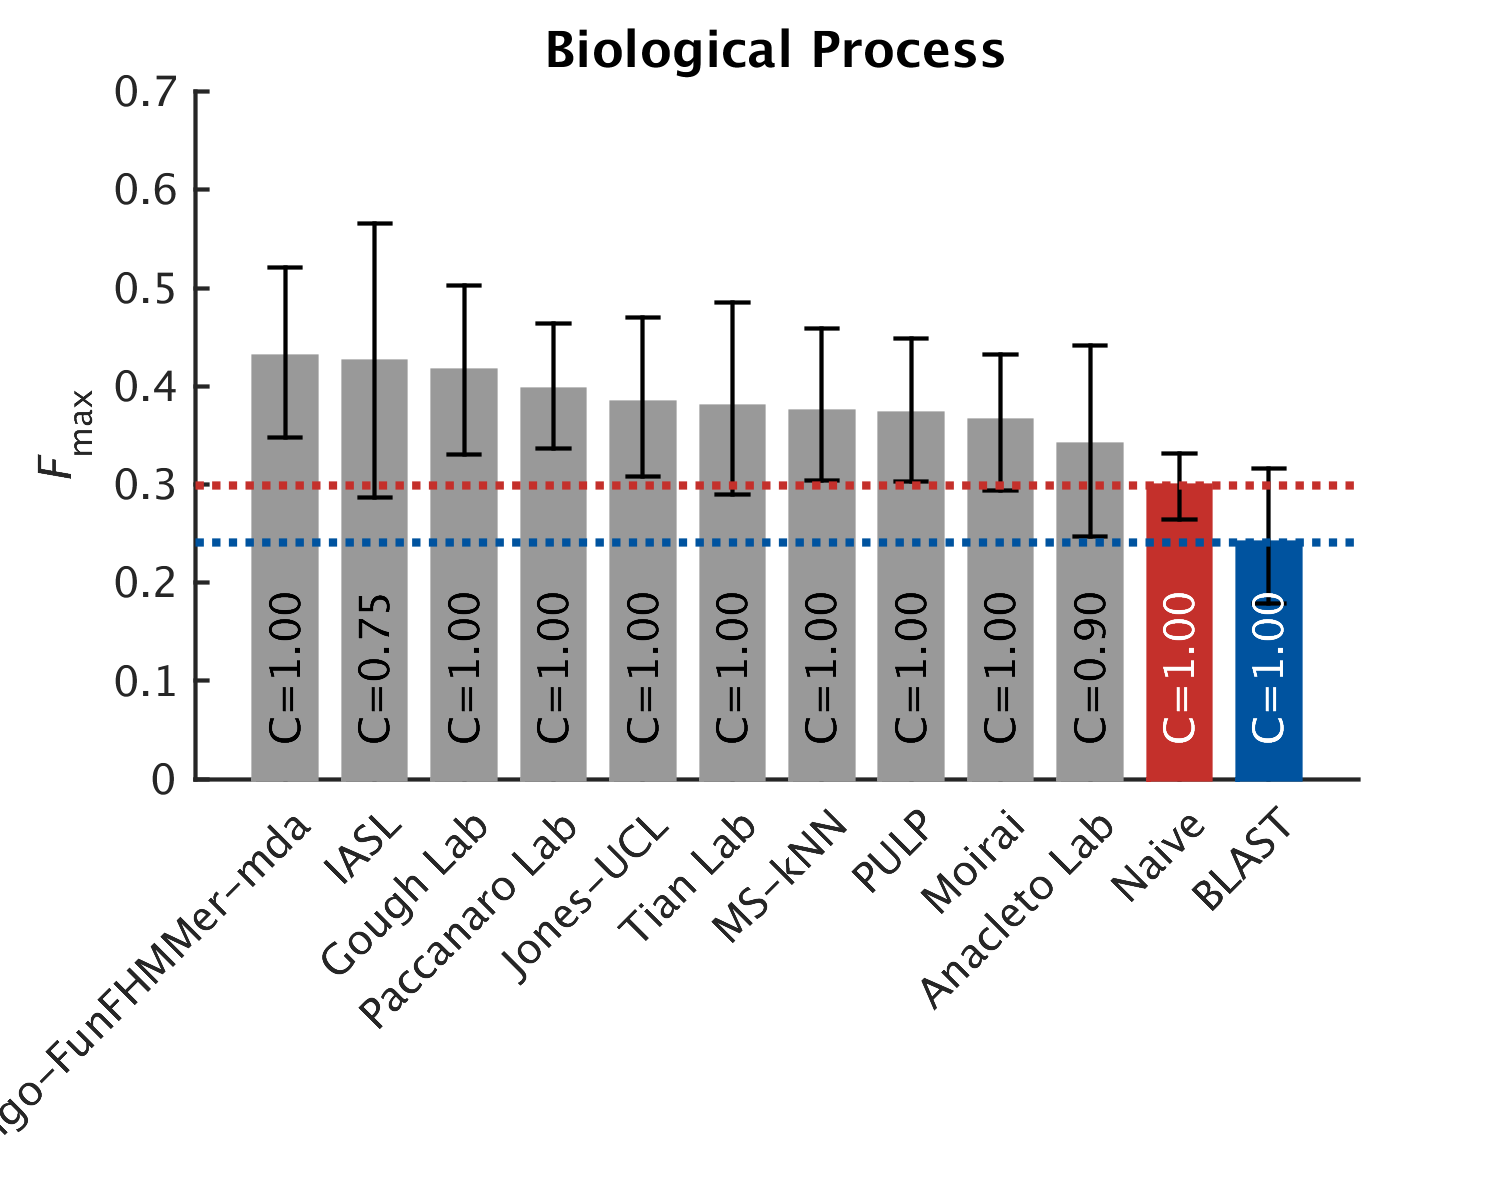 Biological Process
0.7
0.6
0.5
0.4
0.3
0.2
0.1
0
Fmax
C=1.00
C=0.75
C=1.00
C=1.00
C=1.00
C=1.00
C=1.00
C=1.00
C=1.00
C=0.90
C=1.00
C=1.00
go-FunFHMMer-mda
IASL
Gough Lab
Paccanaro Lab
Jones-UCL
Tian Lab
MS-kNN
PULP
Moirai
Anacleto Lab
Naive
BLAST